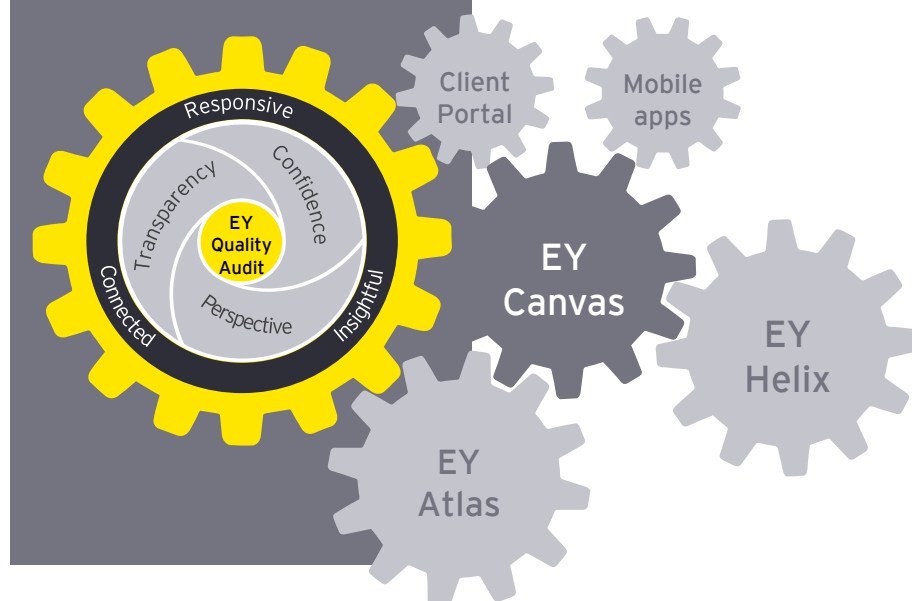 Responsive
Connected
Insightful
Transparency
Confidence
Perspective
EY
Quality
Audit
Client
Portal
Mobile
apps
EY
Canvas
EY
Helix
EY
Atlas